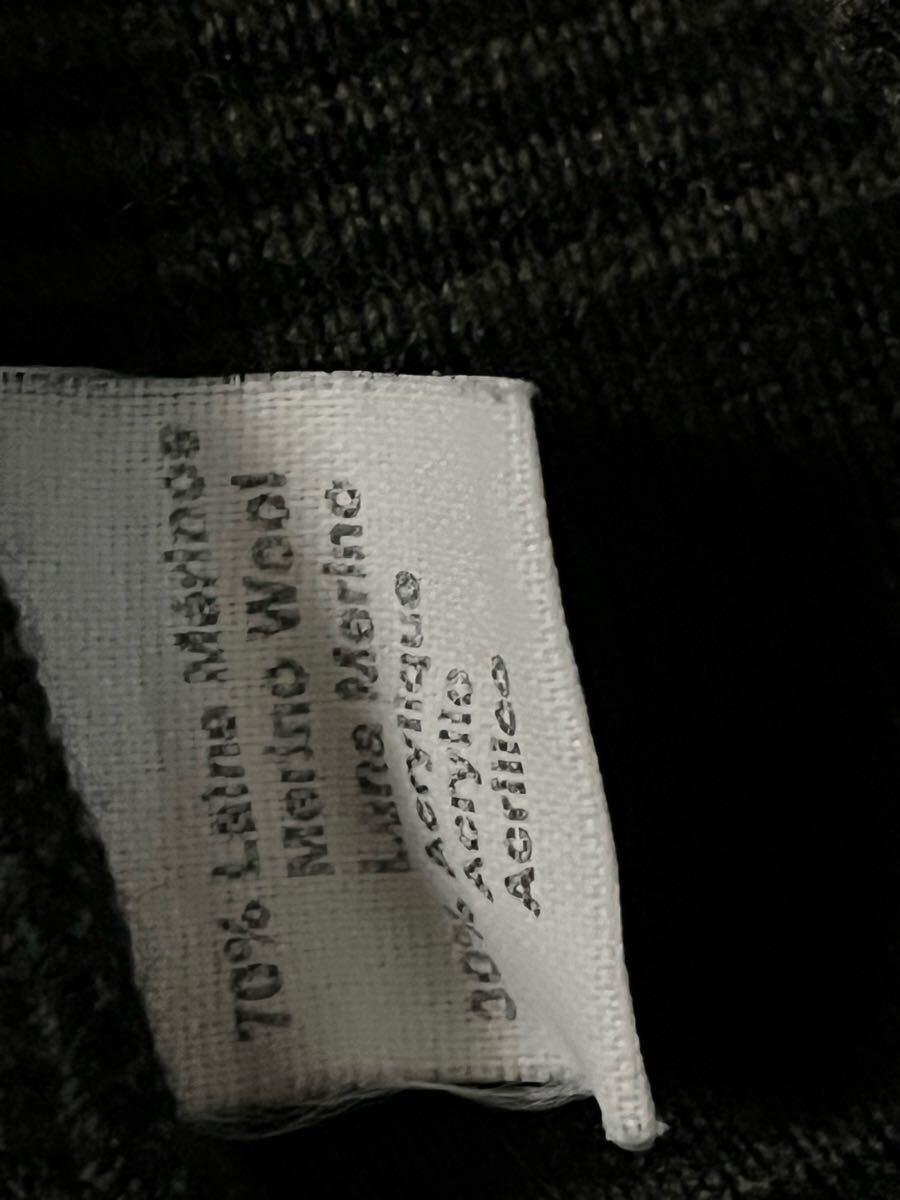 70% Laine Mérinos
Merino Wool
Lana Merino
30% Acrylique
Acrylic
Acrilico